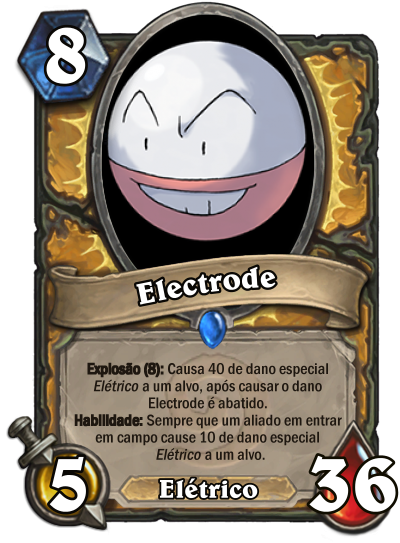 8
Electrode
Explosão (8): Causa 40 de dano especial
Elétrico a um alvo, após causar o dano
Electrode é abatido.
Habilidade: Sempre que um aliado em entrar
em campo cause 10 de dano especial
Elétrico a um alvo.
5
Elétrico
36